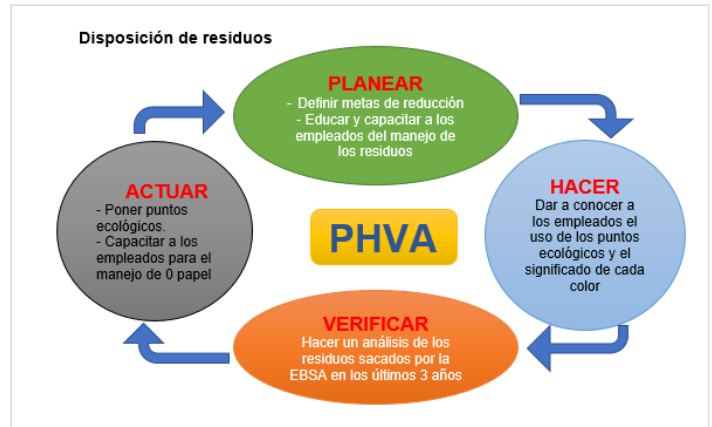 Disposición de residuos
PLANEAR
- Definir metas de reducción
- Educar y capacitar a los
empleados del manejo de
los residuos
HACER
Dar a conocer a
los empleados el
uso de los puntos
ecológicos y el
significado de cada
color
VERIFICAR
Hacer un análisis de los
residuos sacados por la
EBSA en los últimos 3 años
ACTUAR
- Poner puntos
ecológicos.
- Capacitar a los
empleados para el
manejo de 0 papel
PHVA